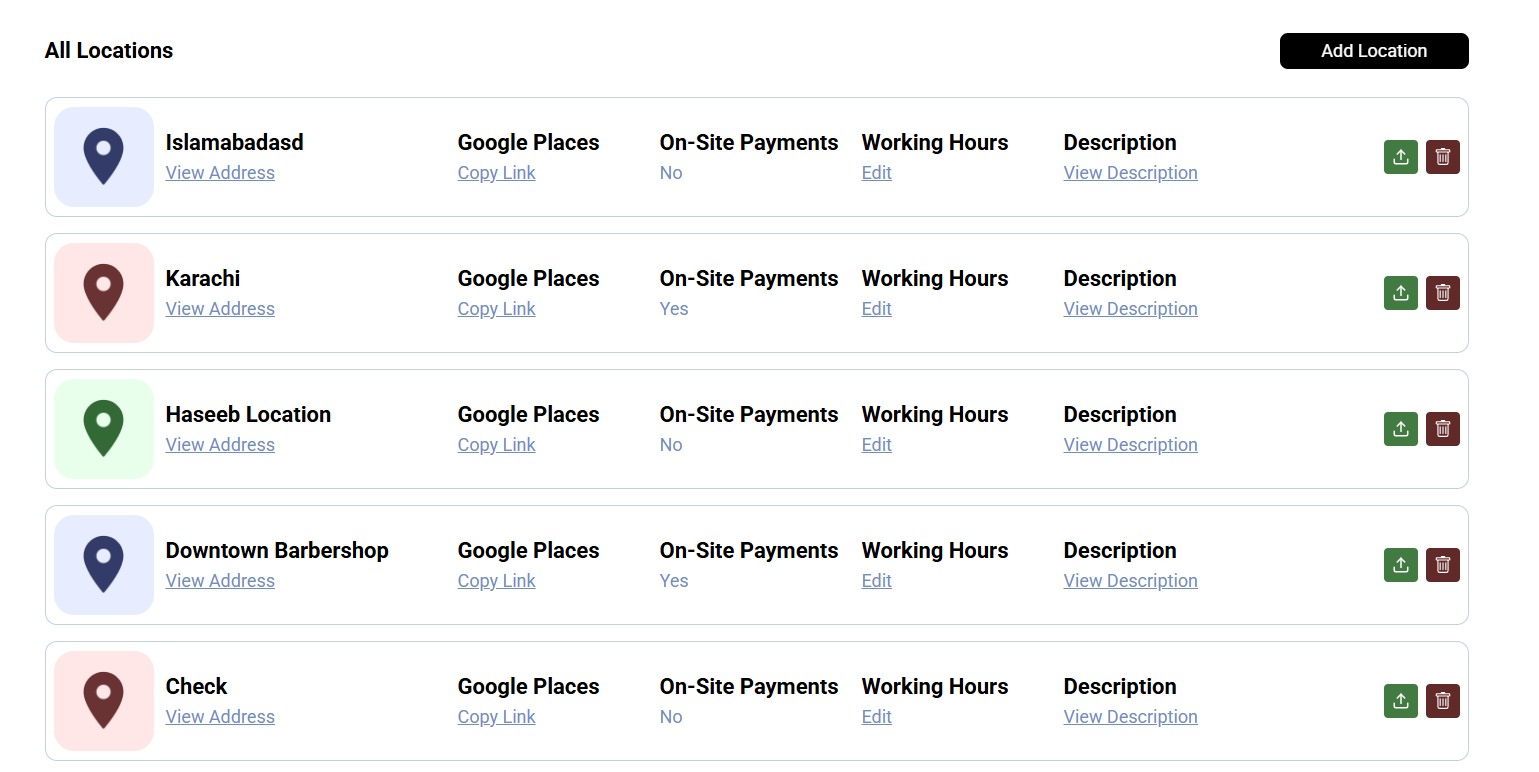 All Locations
Add Location
Islamabadasd Google Places On-Site Payments Working Hours Description
View Address Copy Link No Edit View Description
Karachi Google Places On-Site Payments Working Hours Description
View Address Copy Link Yes Edit View Description
Haseeb Location Google Places On-Site Payments Working Hours Description
View Address Copy Link No Edit View Description
Downtown Barbershop Google Places On-Site Payments Working Hours Description
View Address Copy Link Yes Edit View Description
Check Google Places On-Site Payments Working Hours Description
View Address Copy Link No Edit View Description